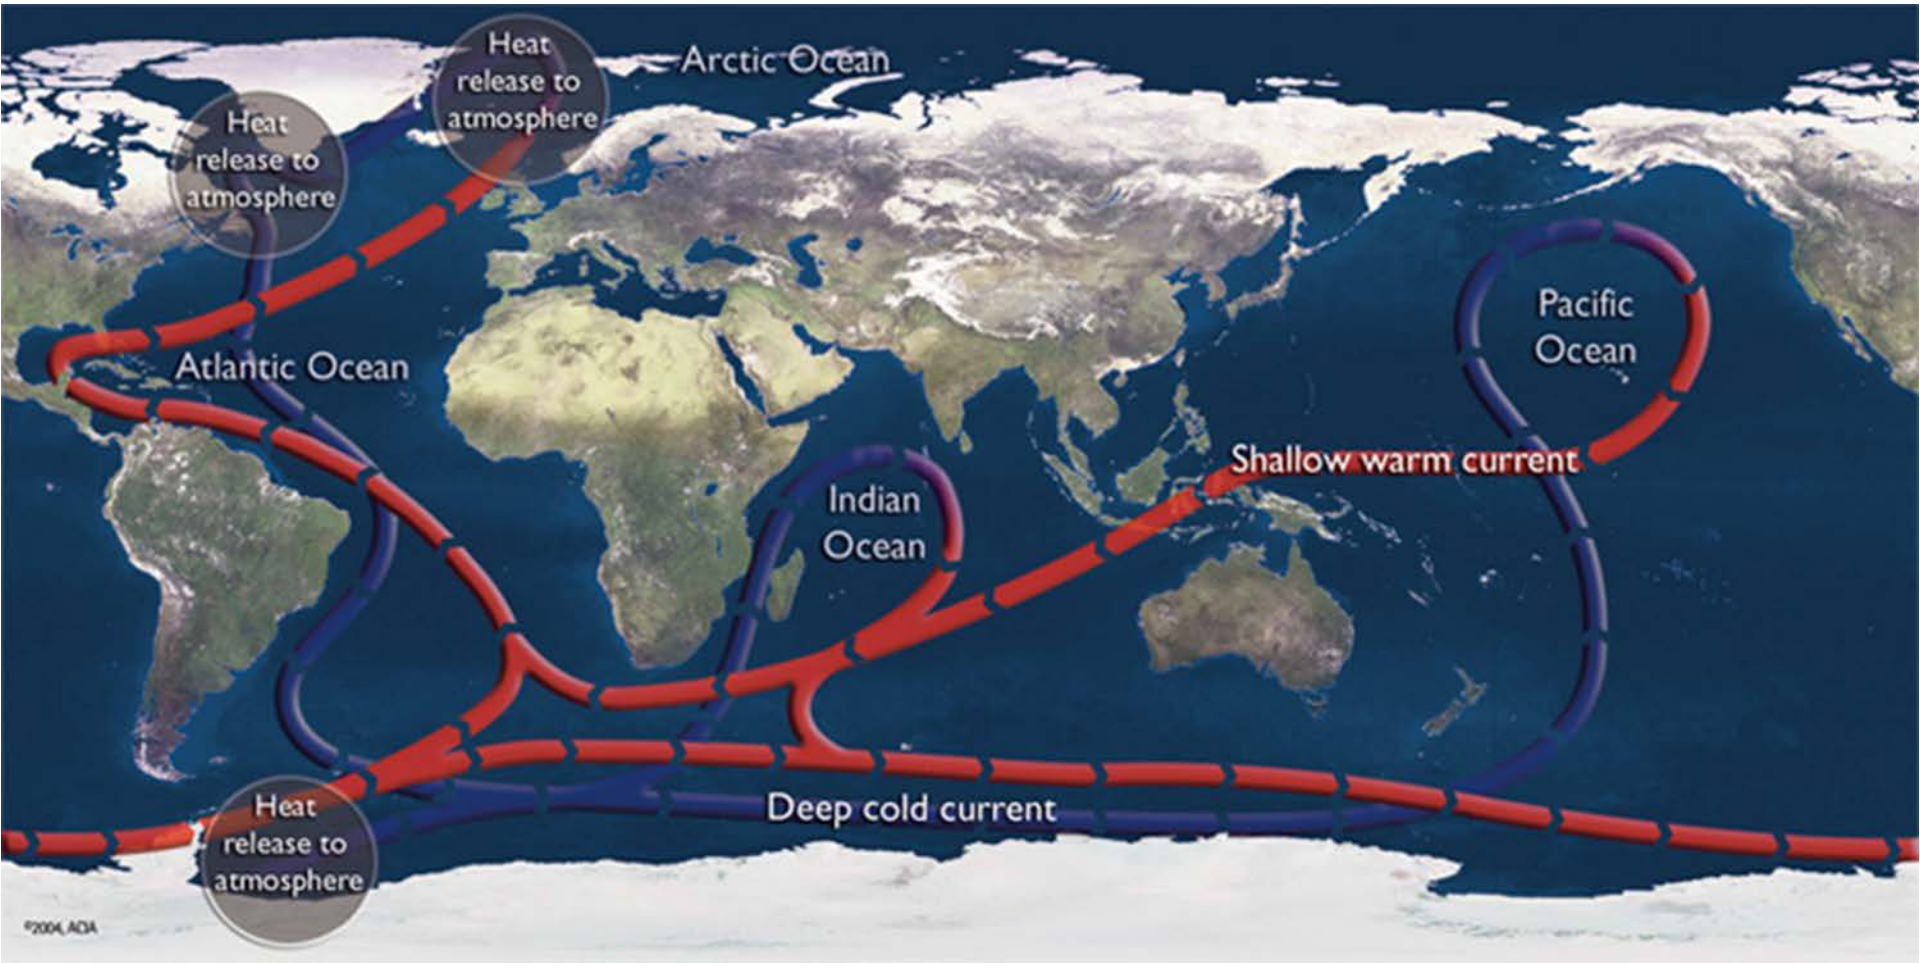 Heat
release to
atmosphere
Arctic Ocean
Heat
release to
atmosphere
Pacific
Ocean
Atlantic Ocean
Shallow warm current
Indian
Ocean
Heat
release to
atmosphere
Deep cold current
©2004, ACIA